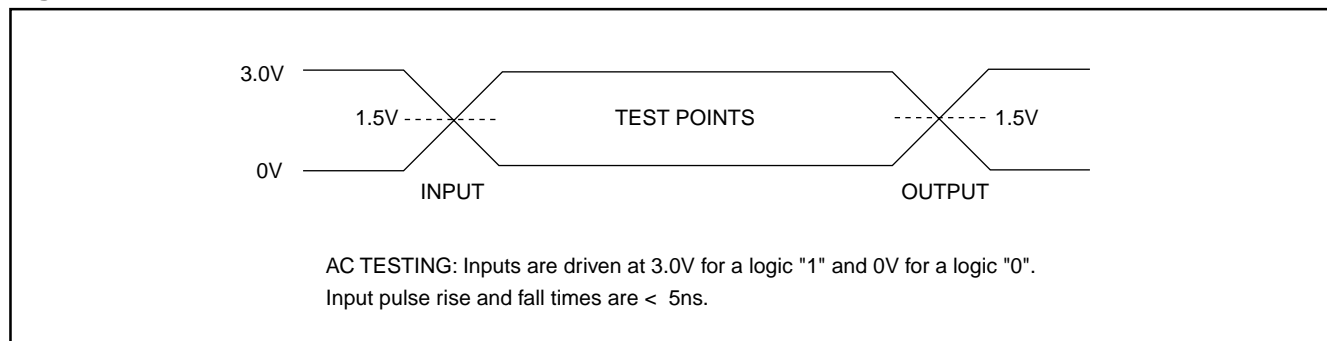 3.0V
1.5V TEST POINTS 1.5V
0V
INPUT OUTPUT
AC TESTING: Inputs are driven at 3.0V for a logic "1" and 0V for a logic "0".
Input pulse rise and fall times are < 5ns.